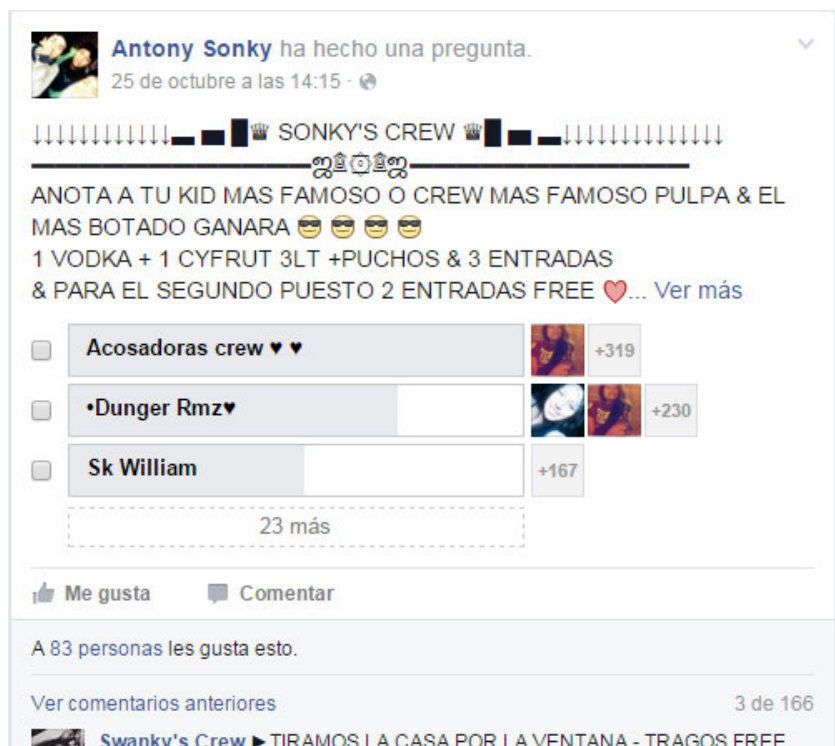 Antony Sonky ha hecho una pregunta.
25 de octubre a las 14:15 ·
↓↓↓↓↓↓↓↓↓↓↓↓▬ ▅ █♛ SONKY'S CREW ♛█ ▅ ▬↓↓↓↓↓↓↓↓↓↓↓↓↓↓
▬▬▬▬▬▬▬▬▬▬▬▬ஜ۩۞۩ஜ▬▬▬▬▬▬▬▬▬▬▬▬
ANOTA A TU KID MAS FAMOSO O CREW MAS FAMOSO PULPA & EL
MAS BOTADO GANARA 😎 😎 😎 😎
1 VODKA + 1 CYFRUT 3LT +PUCHOS & 3 ENTRADAS
& PARA EL SEGUNDO PUESTO 2 ENTRADAS FREE ❤... Ver más
Acosadoras crew ♥ ♥ +319
•Dunger Rmz♥ +230
Sk William +167
23 más
Me gusta Comentar
A 83 personas les gusta esto.
Ver comentarios anteriores 3 de 166
Swanky's Crew ►TIRAMOS LA CASA POR LA VENTANA - TRAGOS FREE